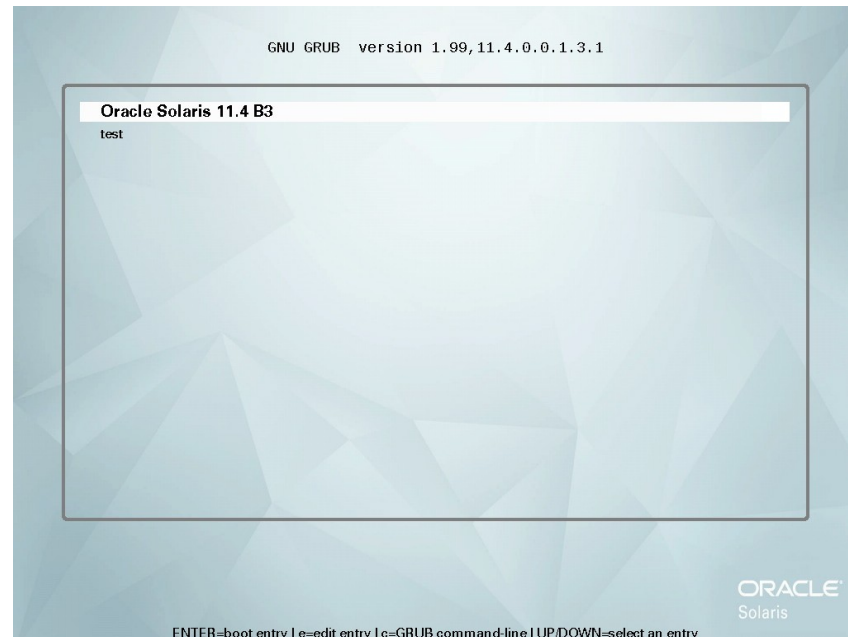 GNU GRUB version 1.99,11.4.0.0.1.3.1
Oracle Solaris 11.4 B3
test
ORACLE
Solaris
ENTER=boot entry | e=edit entry | c=GRUB command-line | UP/DOWN=select an entry